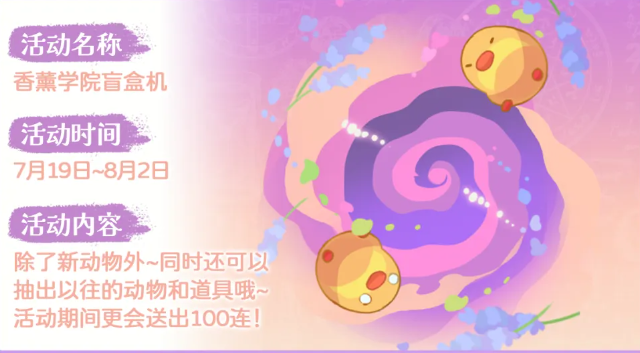 活动名称
香薰学院盲盒机
活动时间
7月19日~8月2日
活动内容
除了新动物外~同时还可以
抽出以往的动物和道具哦~
活动期间更会送出100连！